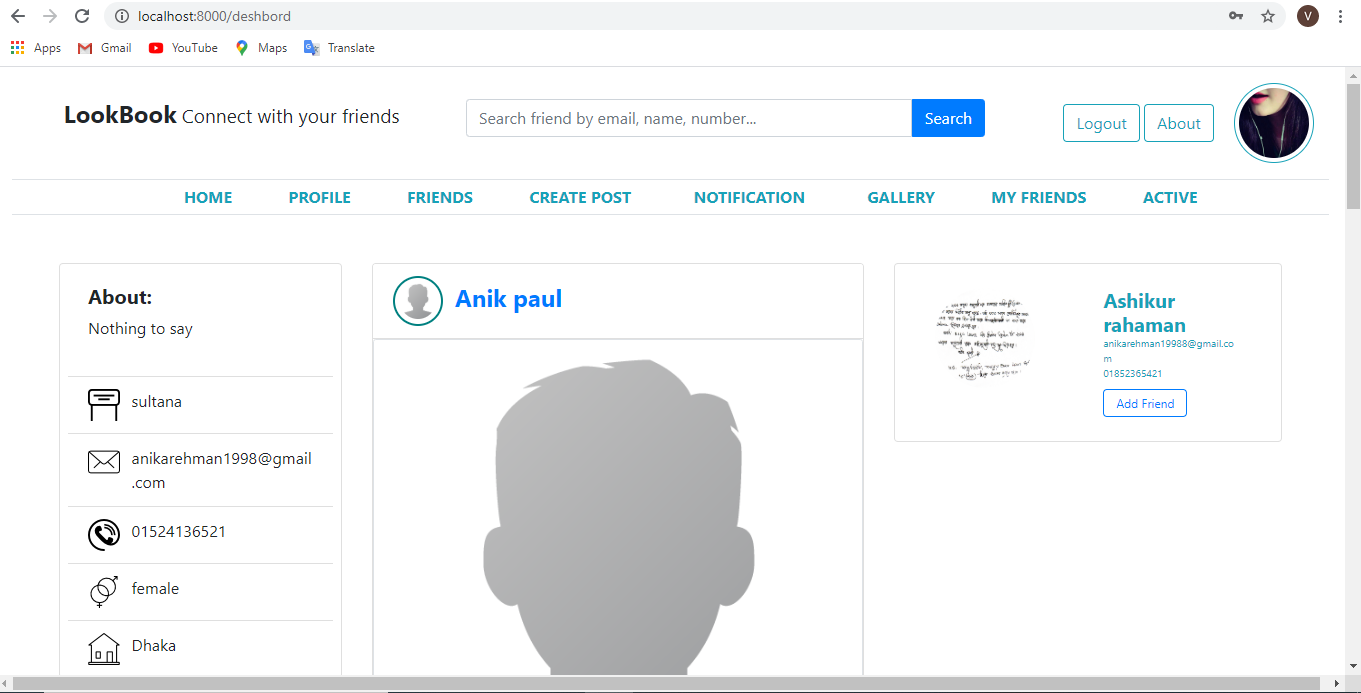 localhost:8000/deshbord
V
Apps Gmail YouTube Maps Translate
LookBook Connect with your friends
Search friend by email, name, number...
Search
Logout
About
HOME PROFILE FRIENDS CREATE POST NOTIFICATION GALLERY MY FRIENDS ACTIVE
About:
Nothing to say
sultana
anikarehman1998@gmail
.com
01524136521
female
Dhaka
Anik paul
Ashikur
rahaman
anikarehman19988@gmail.co
m
01852365421
Add Friend